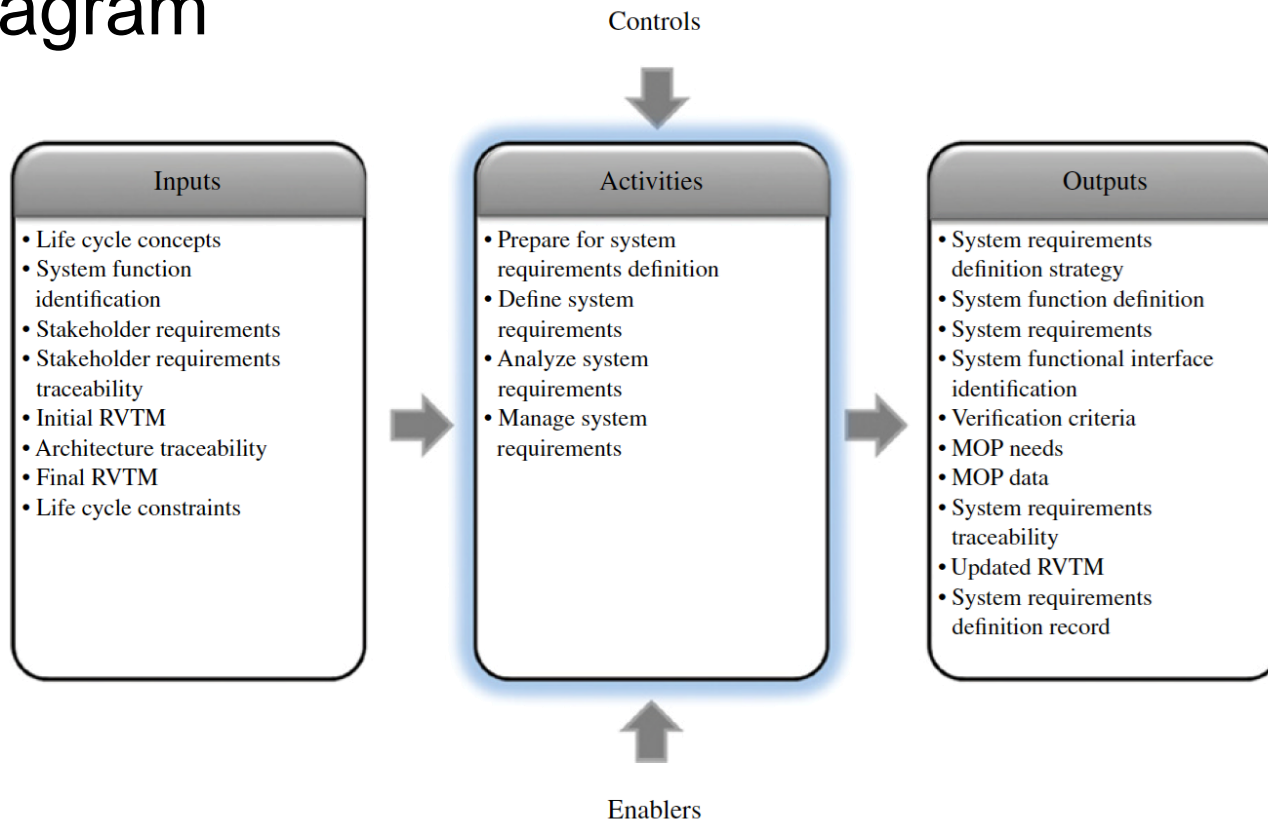 agram
Controls
Inputs
• Life cycle concepts
• System function
identification
• Stakeholder requirements
• Stakeholder requirements
traceability
• Initial RVTM
• Architecture traceability
• Final RVTM
• Life cycle constraints
Activities
• Prepare for system
requirements definition
• Define system
requirements
• Analyze system
requirements
• Manage system
requirements
Outputs
• System requirements
definition strategy
• System function definition
• System requirements
• System functional interface
identification
• Verification criteria
• MOP needs
• MOP data
• System requirements
traceability
• Updated RVTM
• System requirements
definition record
Enablers